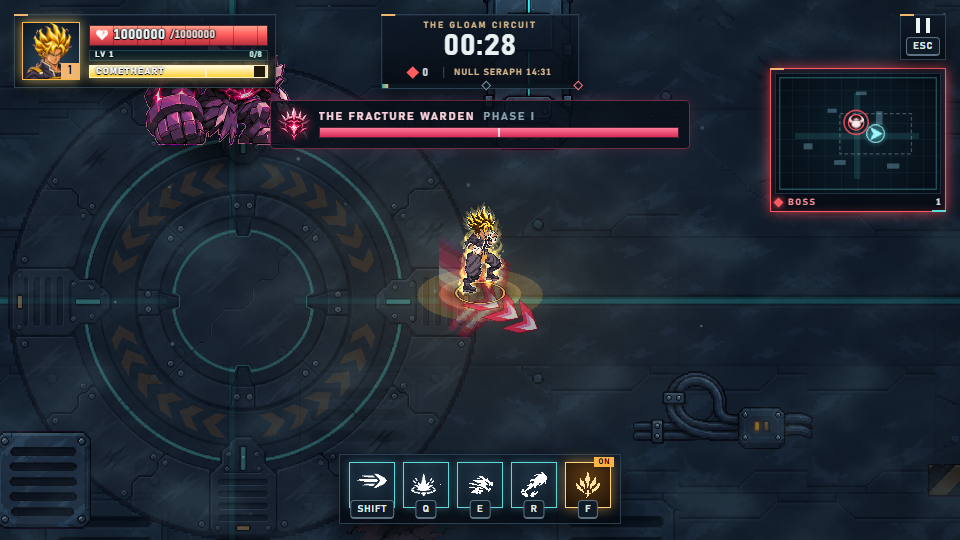 1000000 /1000000
LV 1 0/8
COMETHEART
1
THE GLOAM CIRCUIT
00:28
0 NULL SERAPH 14:31
ESC
THE FRACTURE WARDEN PHASE I
BOSS 1
ON
SHIFT Q E R F